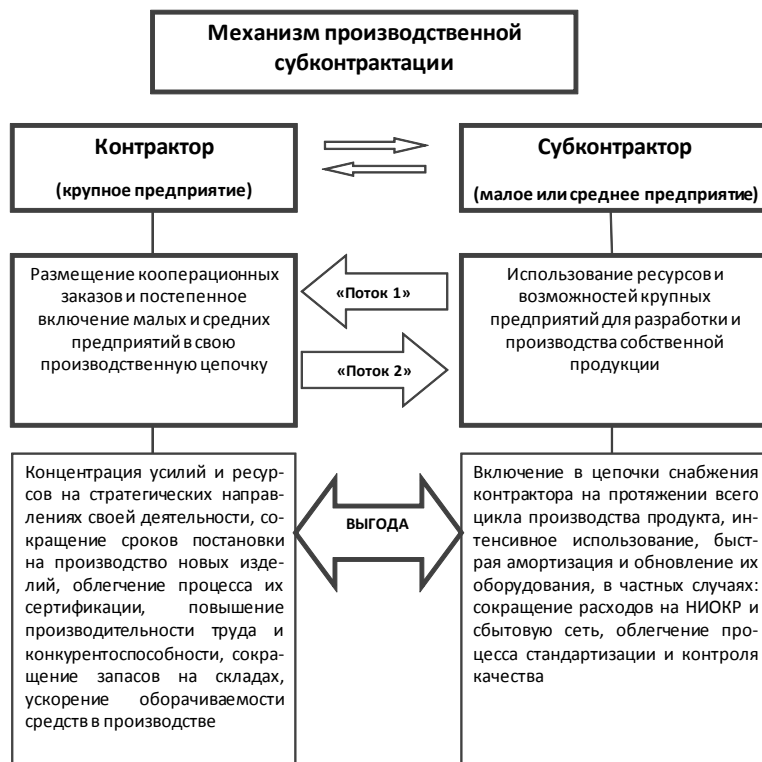 Механизм производственной
субконтрактации
Контрактор
(крупное предприятие)
Субконтрактор
(малое или среднее предприятие)
Размещение кооперационных
заказов и постепенное
включение малых и средних
предприятий в свою
производственную цепочку
«Поток 1»
«Поток 2»
Использование ресурсов и
возможностей крупных
предприятий для разработки и
производства собственной
продукции
Концентрация усилий и ресур-
сов на стратегических направ-
лениях своей деятельности, со-
кращение сроков постановки
на производство новых изде-
лий, облегчение процесса их
сертификации, повышение
производительности труда и
конкурентоспособности, сокра-
щение запасов на складах,
ускорение оборачиваемости
средств в производстве
ВЫГОДА
Включение в цепочки снабжения
контрактора на протяжении всего
цикла производства продукта, ин-
тенсивное использование, быст-
рая амортизация и обновление их
оборудования, в частных случаях:
сокращение расходов на НИОКР и
сбытовую сеть, облегчение про-
цесса стандартизации и контроля
качества